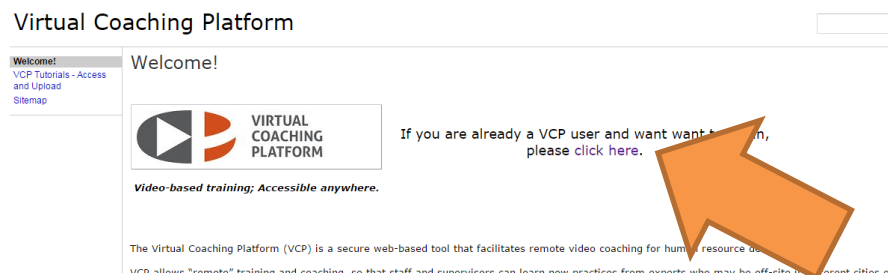 Virtual Coaching Platform
Welcome!
VCP Tutorials - Access
and Upload
Sitemap
Welcome!
VIRTUAL
COACHING
PLATFORM
Video-based training; Accessible anywhere.
If you are already a VCP user and want want
please click here.
The Virtual Coaching Platform (VCP) is a secure web-based tool that facilitates remote video coaching for human resource
VCP allows "remote" training and coaching, so that staff and supervisors can learn new practices from experts who may be off-site cities